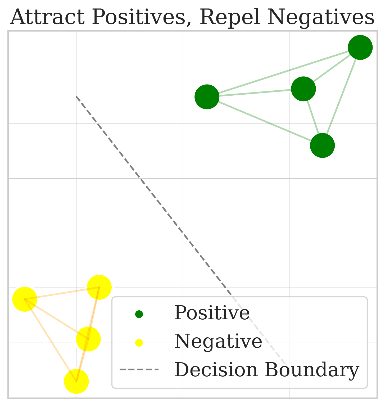 Attract Positives, Repel Negatives
Positive
Negative
Decision Boundary